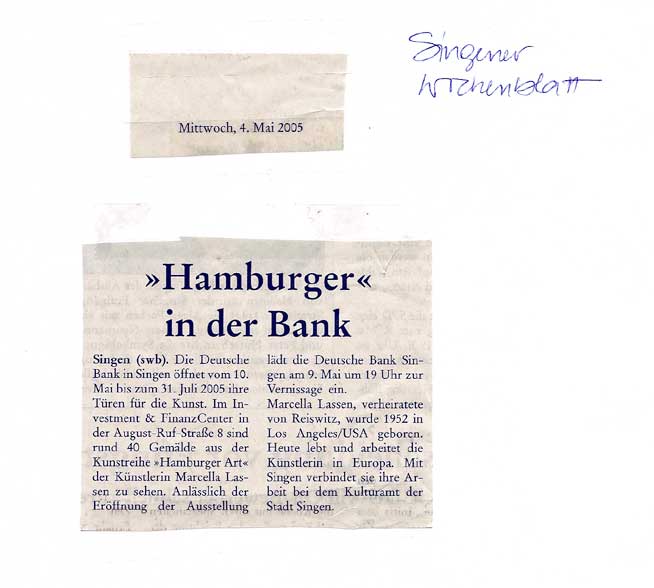 Singener
Wochenblatt
Mittwoch, 4. Mai 2005
»Hamburger«
in der Bank
Singen (swb). Die Deutsche
Bank in Singen öffnet vom 10.
Mai bis zum 31. Juli 2005 ihre
Türen für die Kunst. Im In-
vestment & FinanzCenter in
der August-Ruf-Straße 8 sind
rund 40 Gemälde aus der
Kunstreihe »Hamburger Art«
der Künstlerin Marcella Las-
sen zu sehen. Anlässlich der
Eröffnung der Ausstellung
lädt die Deutsche Bank Sin-
gen am 9. Mai um 19 Uhr zur
Vernissage ein.
Marcella Lassen, verheiratete
von Reiswitz, wurde 1952 in
Los Angeles/USA geboren.
Heute lebt und arbeitet die
Künstlerin in Europa. Mit
Singen verbindet sie ihre Ar-
beit bei dem Kulturamt der
Stadt Singen.